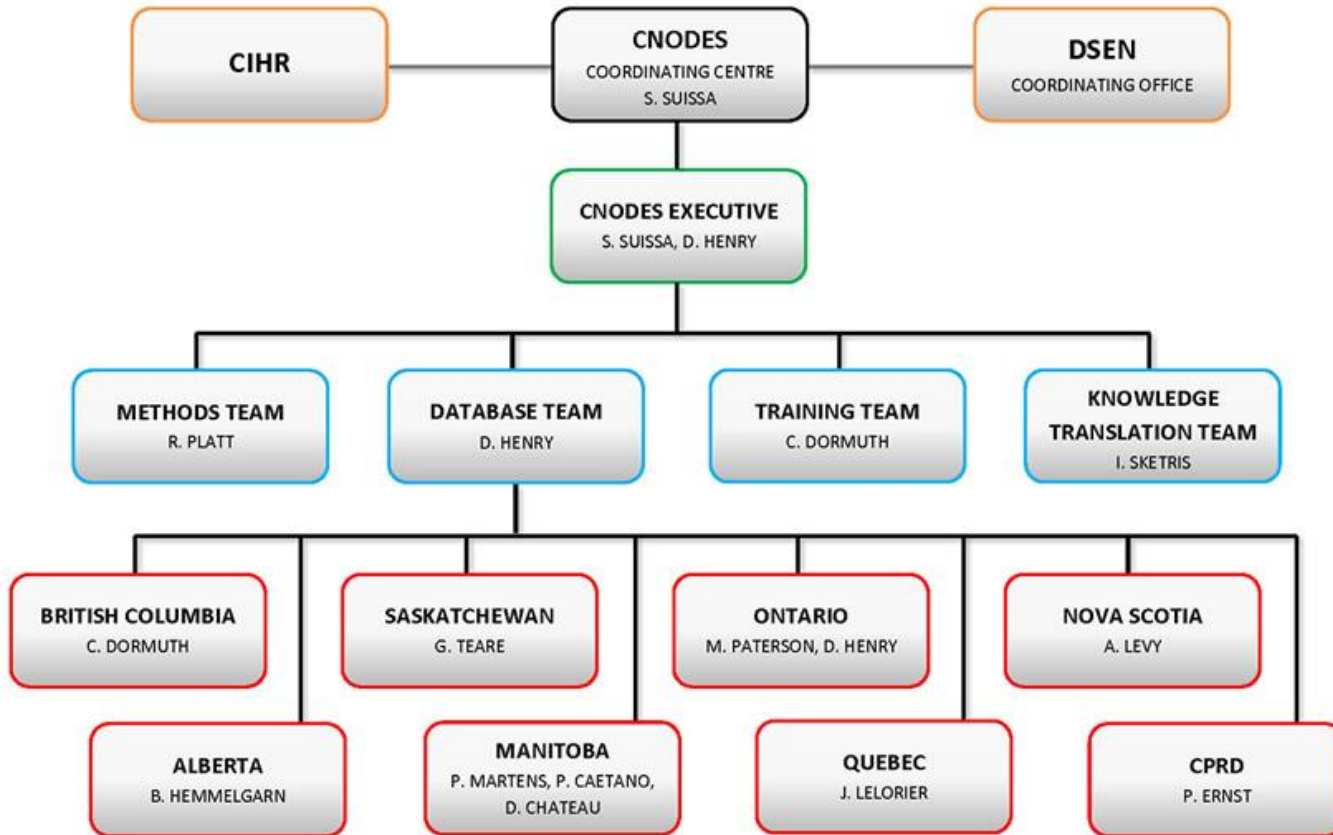 CIHR
CNODES
COORDINATING CENTRE
S. SUISSA
DSEN
COORDINATING OFFICE
CNODES EXECUTIVE
S. SUISSA, D. HENRY
METHODS TEAM
R. PLATT
DATABASE TEAM
D. HENRY
TRAINING TEAM
C. DORMUTH
KNOWLEDGE
TRANSLATION TEAM
I. SKETRIS
BRITISH COLUMBIA
C. DORMUTH
SASKATCHEWAN
G. TEARE
ONTARIO
M. PATERSON, D. HENRY
NOVA SCOTIA
A. LEVY
ALBERTA
B. HEMMELGARN
MANITOBA
P. MARTENS, P. CAETANO,
D. CHATEAU
QUEBEC
J. LELORIER
CPRD
P. ERNST